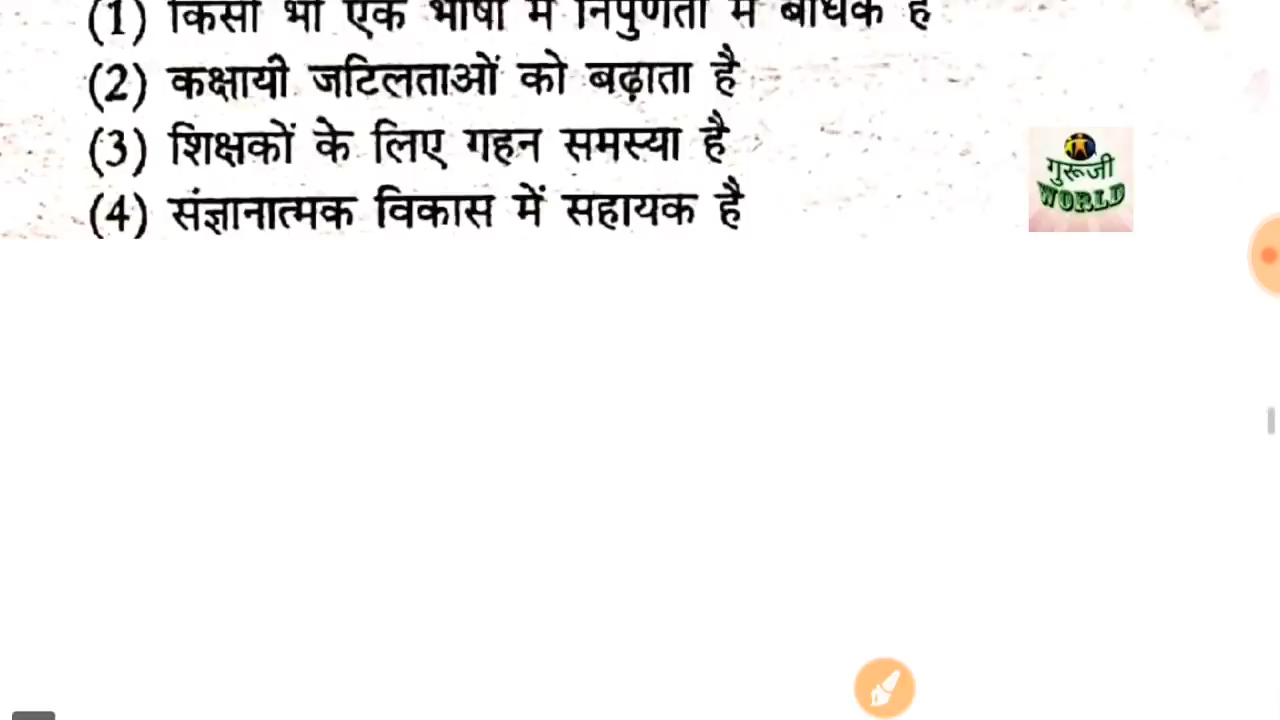 (1) किसी भी एक भाषा में निपुणता में बाधक है
(2) कक्षायी जटिलताओं को बढ़ाता है
(3) शिक्षकों के लिए गहन समस्या है
(4) संज्ञानात्मक विकास में सहायक है
गुरूजी
WORLD